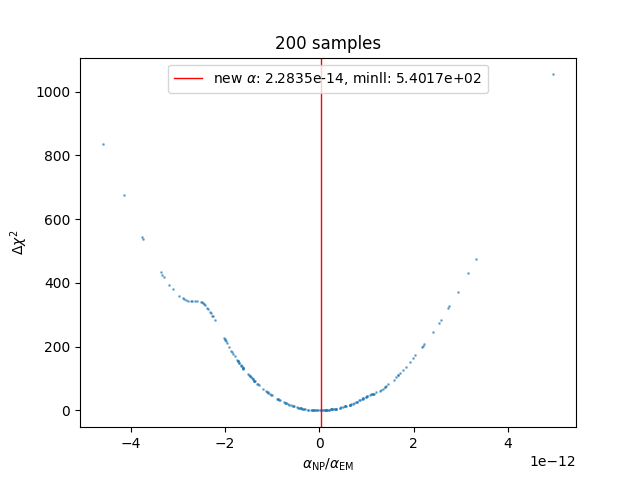 200 samples
new α: 2.2835e-14, minll: 5.4017e+02
1000
800
600
400
200
0
Δχ²
−4
−2
0
2
4
1e−12
α_NP/α_EM